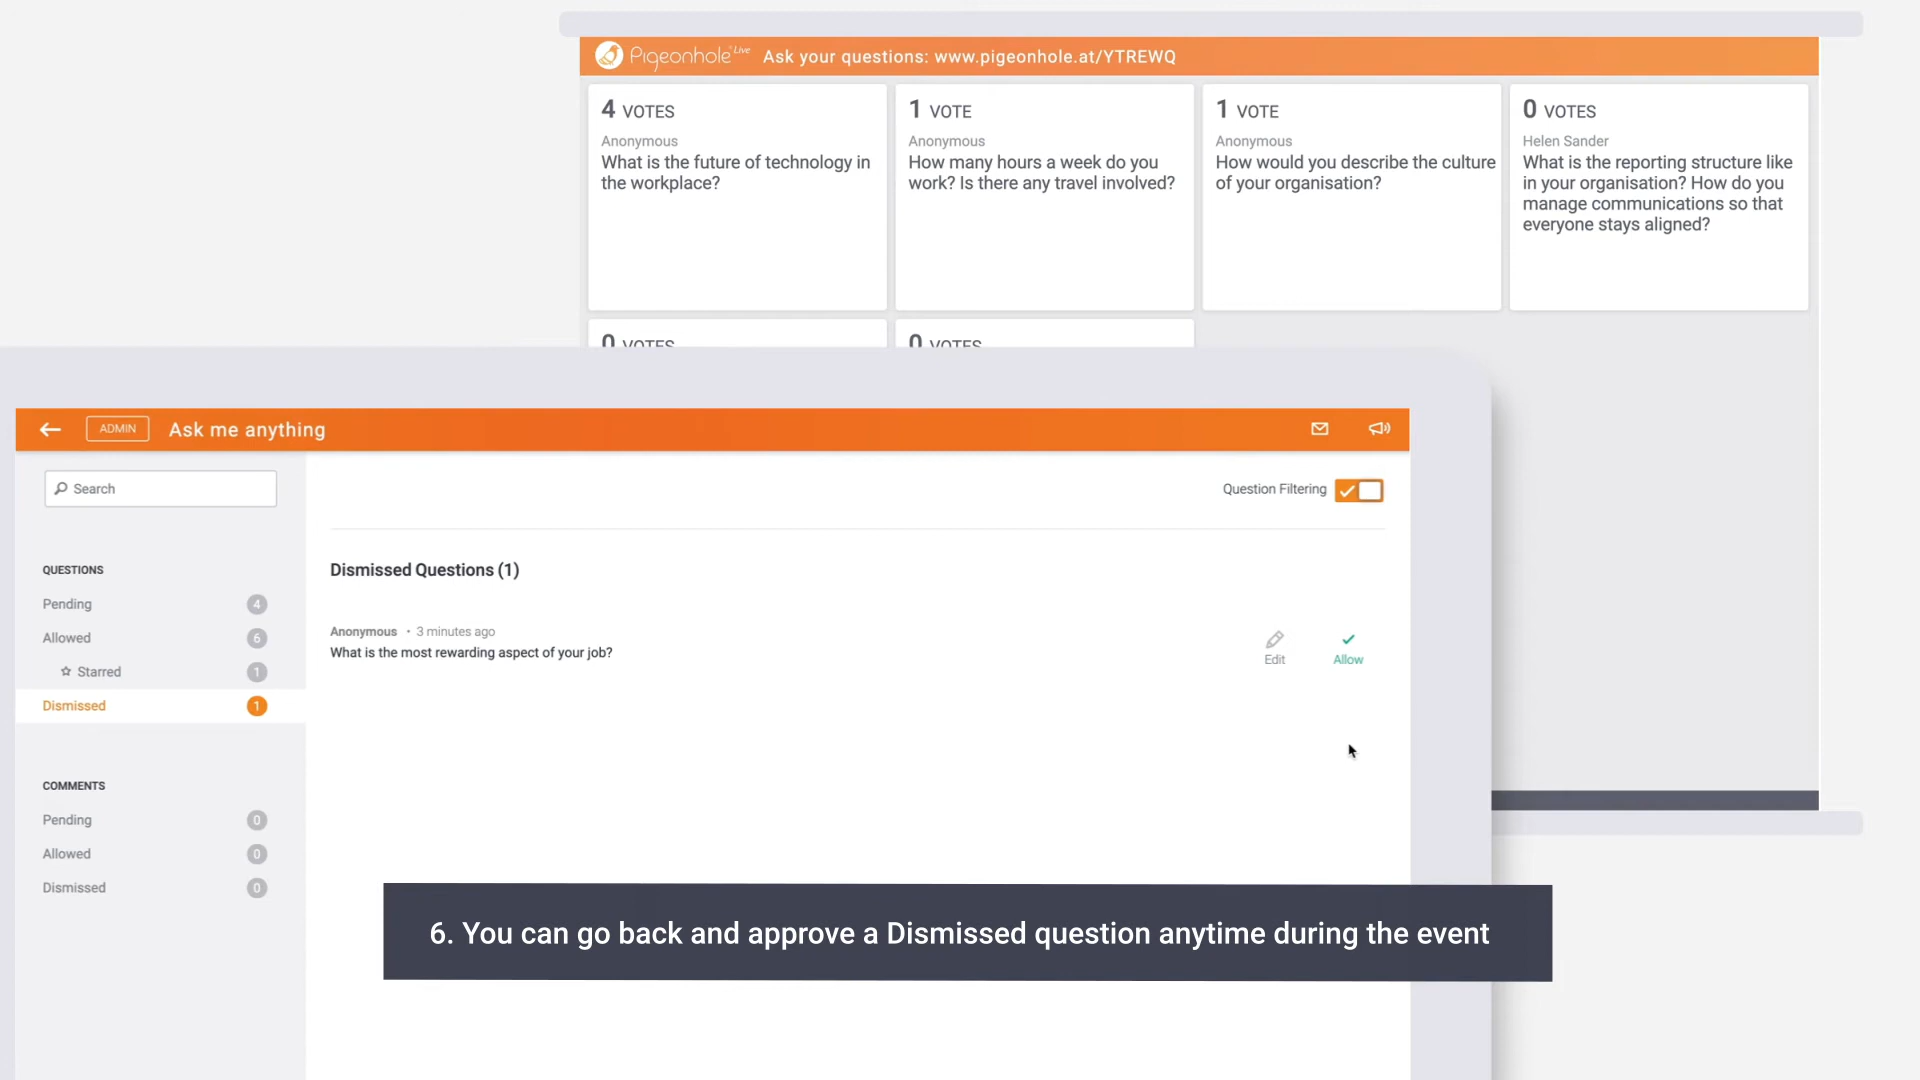 Pigeonhole Live Ask your questions: www.pigeonhole.at/YTREWQ
4 VOTES
Anonymous
What is the future of technology in
the workplace?
1 VOTE
Anonymous
How many hours a week do you
work? Is there any travel involved?
1 VOTE
Anonymous
How would you describe the culture
of your organisation?
0 VOTES
Helen Sander
What is the reporting structure like
in your organisation? How do you
manage communications so that
everyone stays aligned?
0 VOTES
0 VOTES
ADMIN Ask me anything
Search
Question Filtering
QUESTIONS
Pending 4
Allowed 6
Starred 1
Dismissed 1
COMMENTS
Pending 0
Allowed 0
Dismissed 0
Dismissed Questions (1)
Anonymous • 3 minutes ago
What is the most rewarding aspect of your job?
Edit
Allow
6. You can go back and approve a Dismissed question anytime during the event